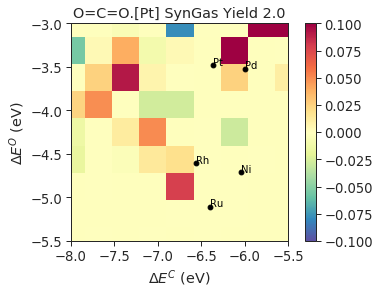 O=C=O.[Pt] SynGas Yield 2.0
−3.0
−3.5
−4.0
−4.5
−5.0
−5.5
ΔE^O (eV)
Pt
Pd
Rh
Ni
Ru
−8.0 −7.5 −7.0 −6.5 −6.0 −5.5
ΔE^C (eV)
0.100
0.075
0.050
0.025
0.000
−0.025
−0.050
−0.075
−0.100